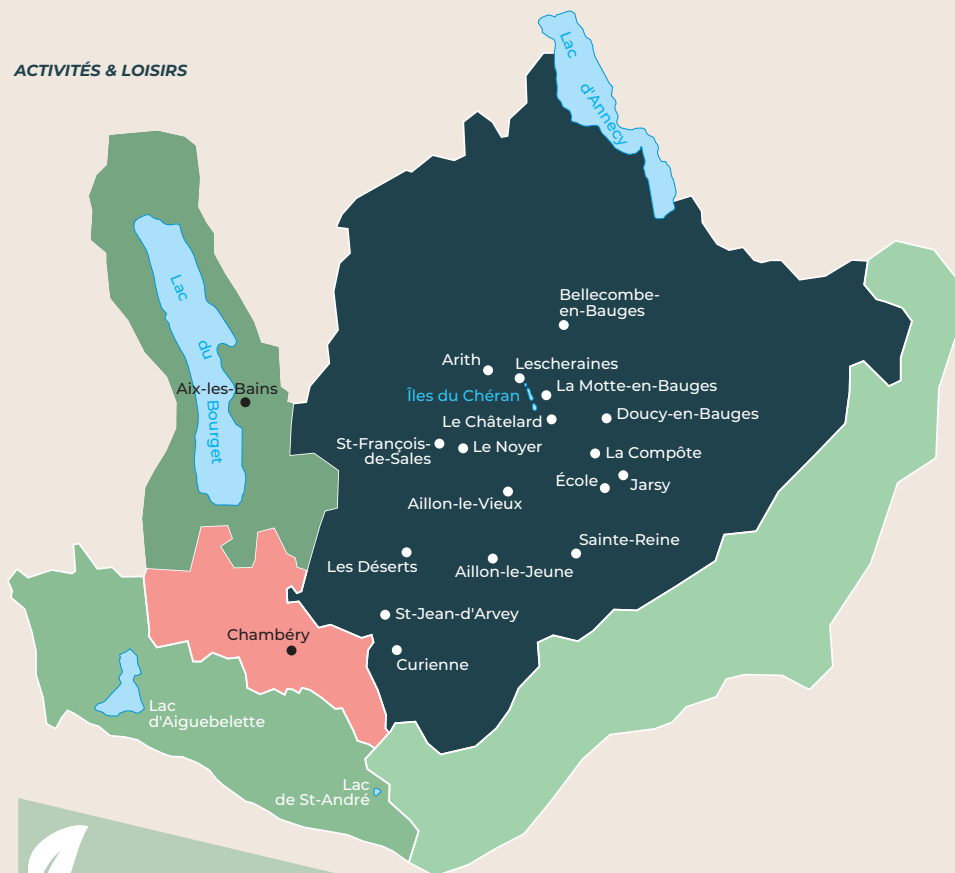 ACTIVITÉS & LOISIRS
Lac
d'Annecy
Lac
du
Bourget
Aix-les-Bains
Bellecombe-
en-Bauges
Arith
Lescheraines
Îles du Chéran
La Motte-en-Bauges
Le Châtelard
Doucy-en-Bauges
St-François-
de-Sales
Le Noyer
La Compôte
École
Jarsy
Aillon-le-Vieux
Sainte-Reine
Les Déserts
Aillon-le-Jeune
St-Jean-d'Arvey
Chambéry
Curienne
Lac
d'Aiguebelette
Lac
de St-André